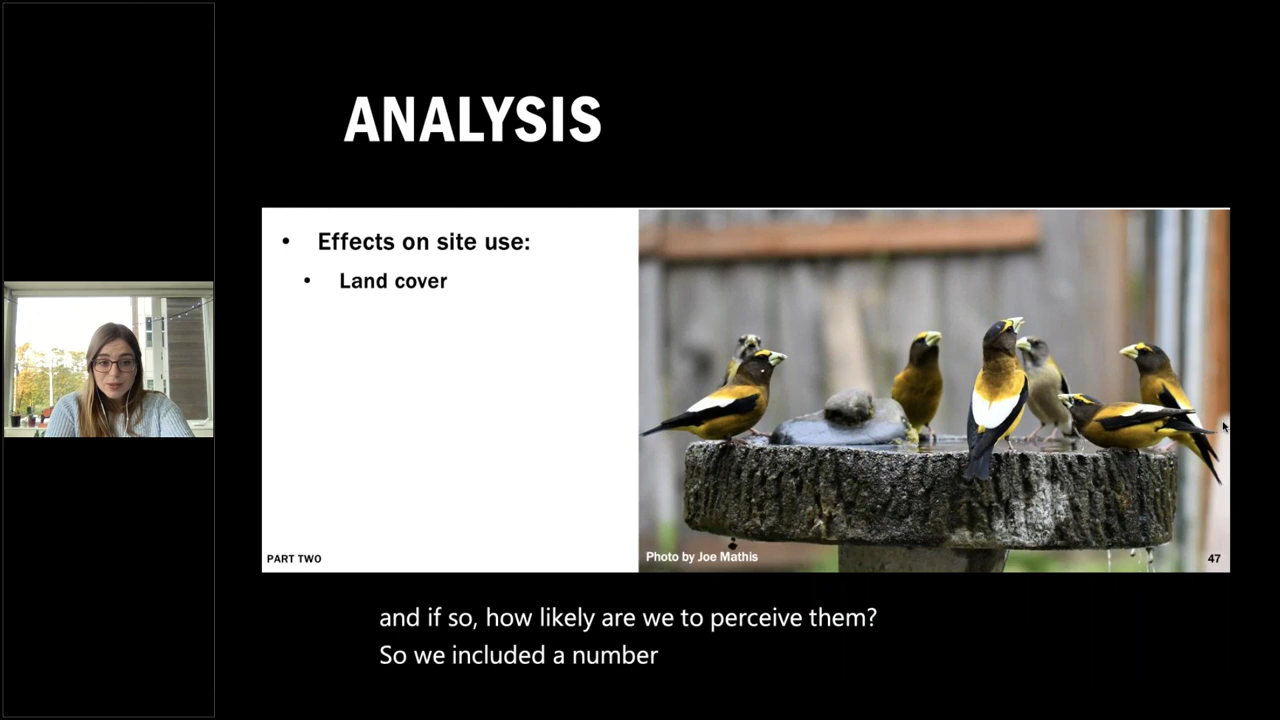 ANALYSIS
• Effects on site use:
• Land cover
PART TWO
Photo by Joe Mathis
47
and if so, how likely are we to perceive them?
So we included a number